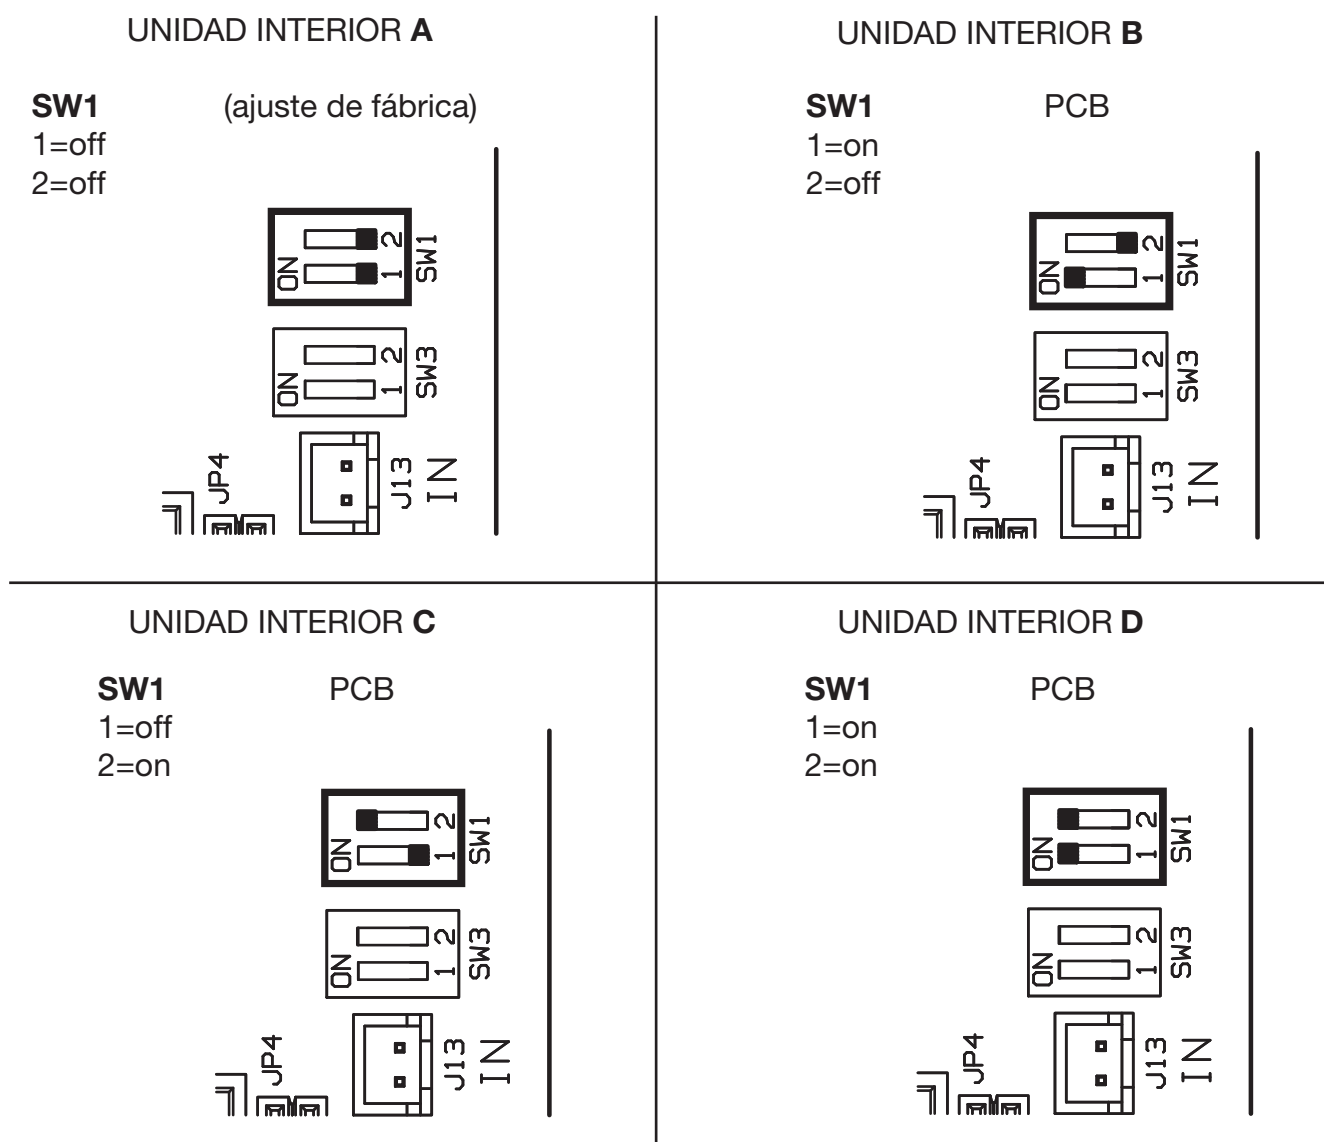 UNIDAD INTERIOR A
SW1 (ajuste de fábrica)
1=off
2=off
ON 1 2 SW1
ON 1 2 SW3
JP4 J13 IN
UNIDAD INTERIOR B
SW1 PCB
1=on
2=off
ON 1 2 SW1
ON 1 2 SW3
JP4 J13 IN
UNIDAD INTERIOR C
SW1 PCB
1=off
2=on
ON 1 2 SW1
ON 1 2 SW3
JP4 J13 IN
UNIDAD INTERIOR D
SW1 PCB
1=on
2=on
ON 1 2 SW1
ON 1 2 SW3
JP4 J13 IN